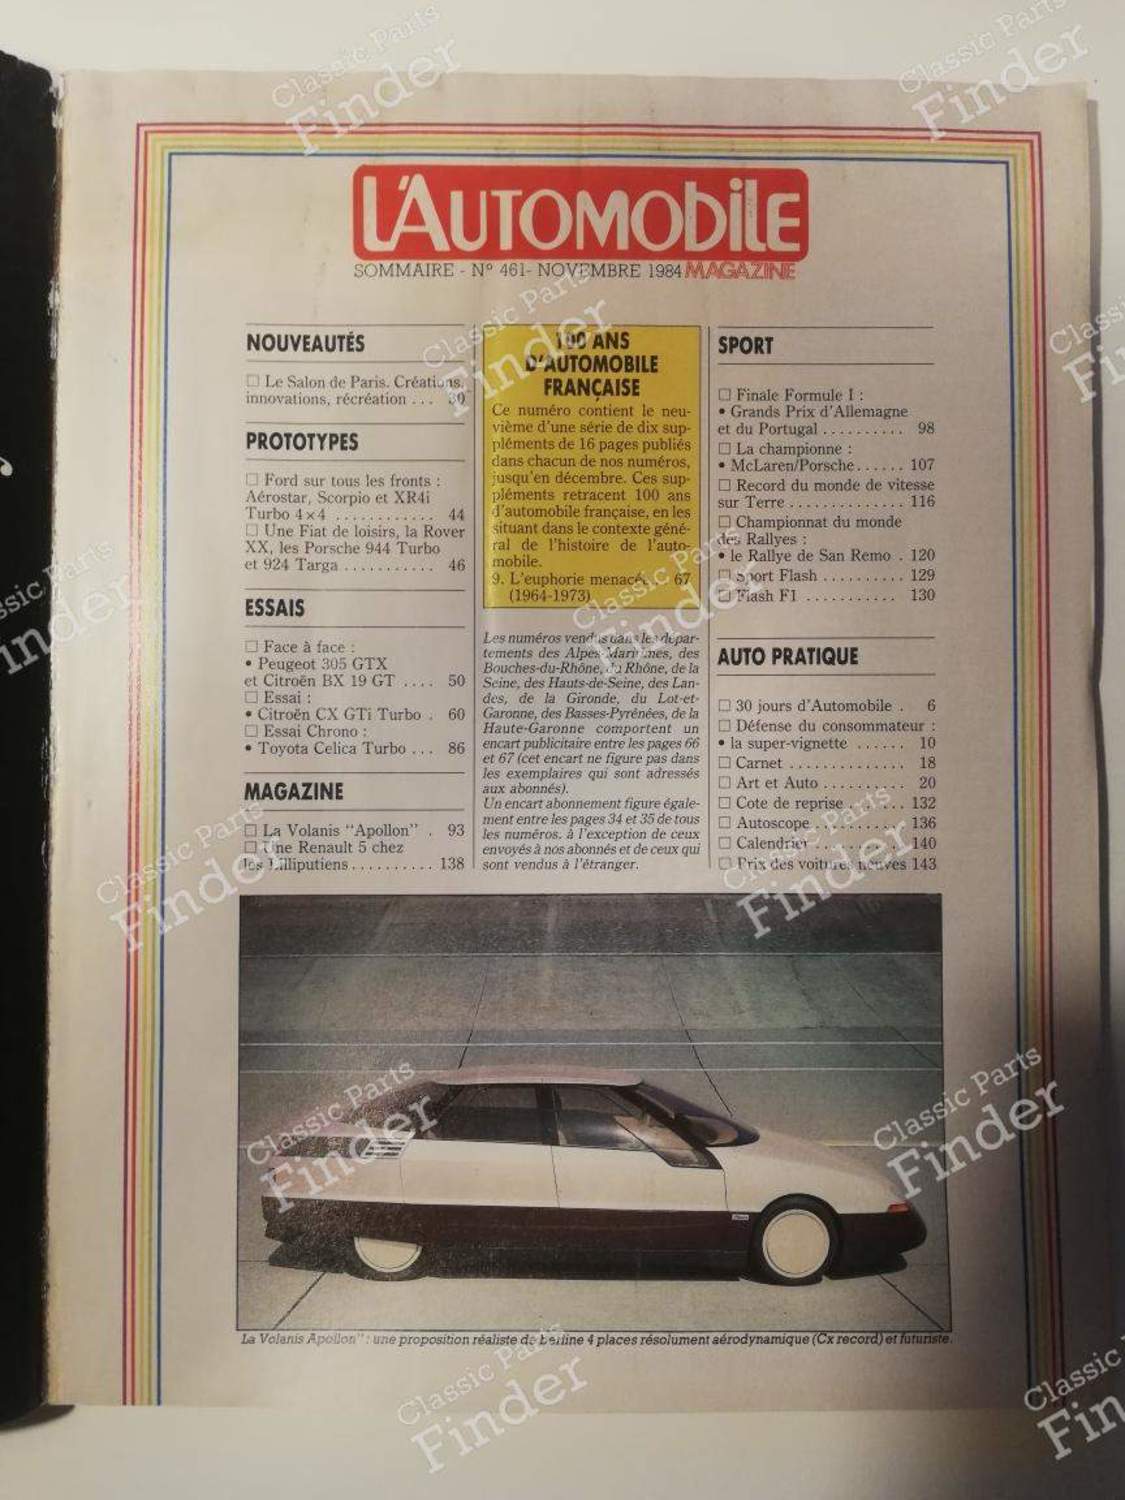 L'AUTOMOBILE
SOMMAIRE - N° 461 - NOVEMBRE 1984 MAGAZINE
NOUVEAUTÉS
☐ Le Salon de Paris. Créations,
innovations, récréation ... 30
PROTOTYPES
☐ Ford sur tous les fronts :
Aérostar, Scorpio et XR4i
Turbo 4×4 ............ 44
☐ Une Fiat de loisirs, la Rover
XX, les Porsche 944 Turbo
et 924 Targa ........... 46
ESSAIS
☐ Face à face :
• Peugeot 305 GTX
et Citroën BX 19 GT .... 50
☐ Essai :
• Citroën CX GTi Turbo . 60
☐ Essai Chrono :
• Toyota Celica Turbo ... 86
MAGAZINE
☐ La Volanis "Apollon" . 93
☐ Une Renault 5 chez
les Lilliputiens .......... 138
100 ANS
D'AUTOMOBILE
FRANÇAISE
Ce numéro contient le neu-
vième d'une série de dix sup-
pléments de 16 pages publiés
dans chacun de nos numéros,
jusqu'en décembre. Ces sup-
pléments retracent 100 ans
d'automobile française, en les
situant dans le contexte géné-
ral de l'histoire de l'auto-
mobile.
9. L'euphorie menacée.. 67
(1964-1973)
Les numéros vendus dans les dépar-
tements des Alpes-Maritimes, des
Bouches-du-Rhône, du Rhône, de la
Seine, des Hauts-de-Seine, des Lan-
des, de la Gironde, du Lot-et-
Garonne, des Basses-Pyrénées, de la
Haute-Garonne comportent un
encart publicitaire entre les pages 66
et 67 (cet encart ne figure pas dans
les exemplaires qui sont adressés
aux abonnés).
Un encart abonnement figure égale-
ment entre les pages 34 et 35 de tous
les numéros. à l'exception de ceux
envoyés à nos abonnés et de ceux qui
sont vendus à l'étranger.
SPORT
☐ Finale Formule I :
• Grands Prix d'Allemagne
et du Portugal .......... 98
☐ La championne :
• McLaren/Porsche...... 107
☐ Record du monde de vitesse
sur Terre .............. 116
☐ Championnat du monde
des Rallyes :
• le Rallye de San Remo . 120
☐ Sport Flash .......... 129
☐ Flash F1 ........... 130
AUTO PRATIQUE
☐ 30 jours d'Automobile . 6
☐ Défense du consommateur :
• la super-vignette ...... 10
☐ Carnet .............. 18
☐ Art et Auto .......... 20
☐ Cote de reprise ....... 132
☐ Autoscope .......... 136
☐ Calendrier .......... 140
☐ Prix des voitures neuves 143
La Volanis Apollon" : une proposition réaliste de berline 4 places résolument aérodynamique (Cx record) et futuriste.
Classic Parts
Finder